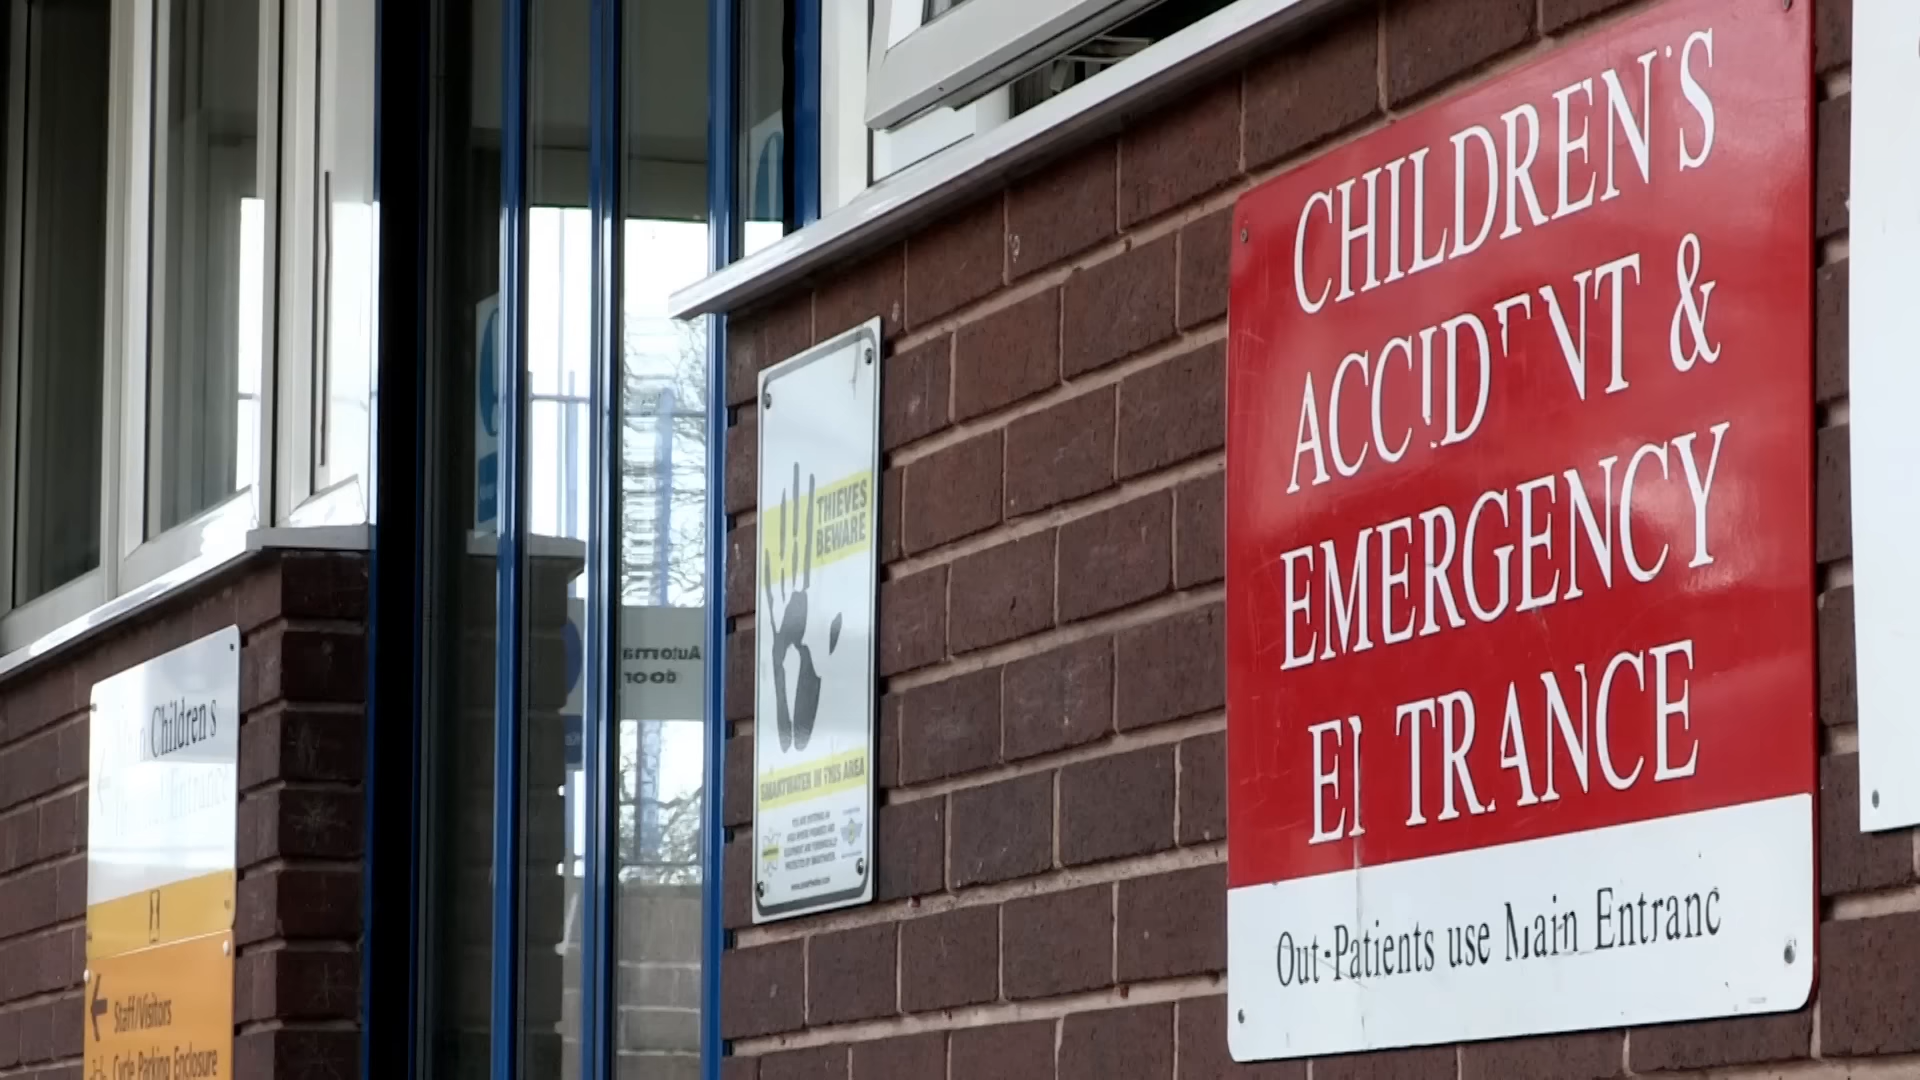 CHILDREN'S
ACCIDENT &
EMERGENCY
ENTRANCE
Out-Patients use Main Entranc
THIEVES
BEWARE
SMARTWATER IN THIS AREA
Children's
Entrance
Staff/Visitors
Cycle Parking Enclosure